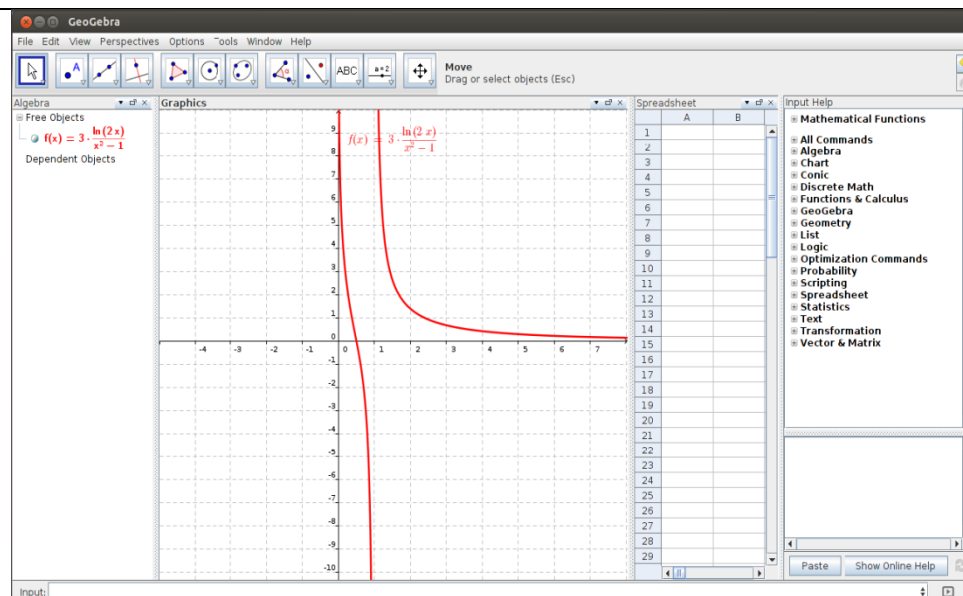 GeoGebra
File Edit View Perspectives Options Tools Window Help
A
ABC
a=2
Move
Drag or select objects (Esc)
Algebra
Graphics
Spreadsheet
Input Help
Free Objects
f(x) = 3 · ln(2 x) / x² − 1
Dependent Objects
f(x) = 3 · ln(2 x) / x² − 1
9
8
7
6
5
4
3
2
1
0
-1
-2
-3
-4
-5
-6
-7
-8
-9
-10
-4 -3 -2 -1 0 1 2 3 4 5 6 7
A B
1
2
3
4
5
6
7
8
9
10
11
12
13
14
15
16
17
18
19
20
21
22
23
24
25
26
27
28
29
Mathematical Functions
All Commands
Algebra
Chart
Conic
Discrete Math
Functions & Calculus
GeoGebra
Geometry
List
Logic
Optimization Commands
Probability
Scripting
Spreadsheet
Statistics
Text
Transformation
Vector & Matrix
Paste Show Online Help
Input: